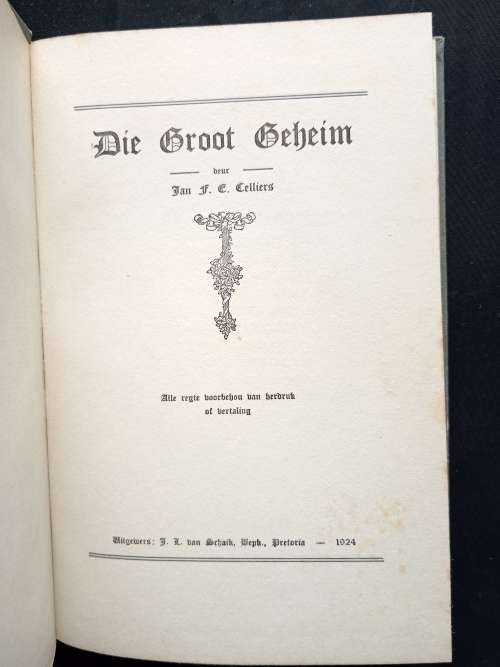 Die Groot Geheim
deur
Jan F. E. Celliers
Alle regte voorbehou van herdruk
of vertaling
Uitgewers: J. L. van Schaik, Bepk., Pretoria — 1924